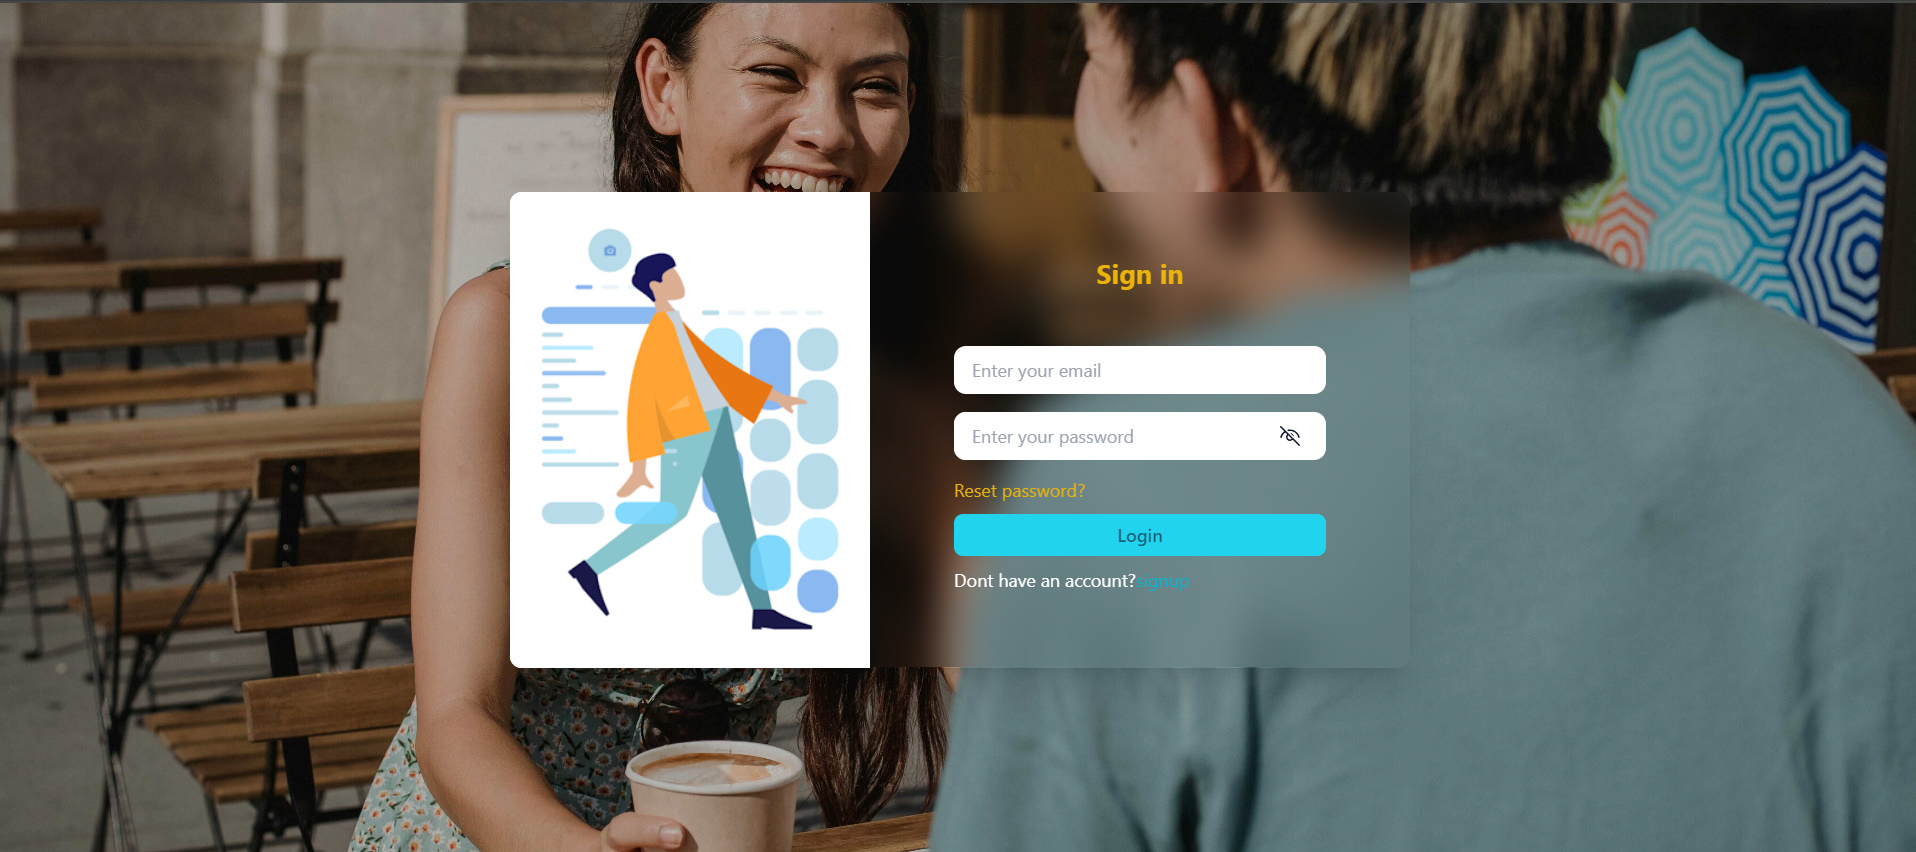 Sign in
Enter your email
Enter your password
Reset password?
Login
Dont have an account?signup